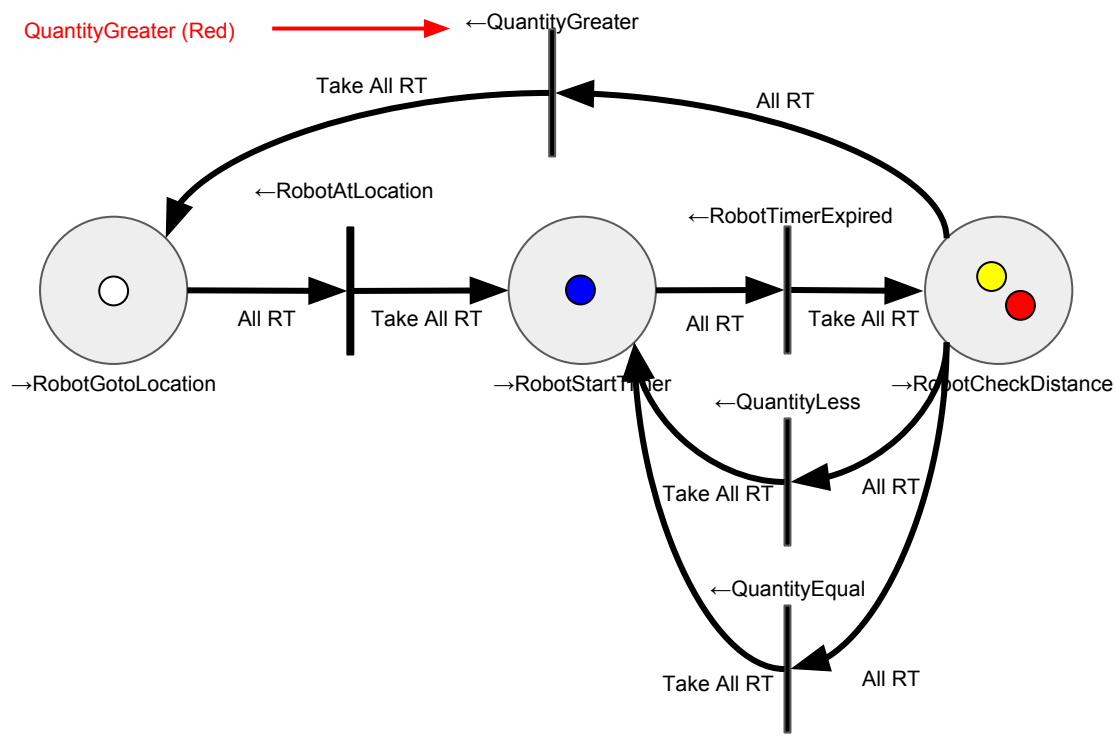 ←QuantityGreater
QuantityGreater (Red)
Take All RT
All RT
←RobotAtLocation
←RobotTimerExpired
All RT
Take All RT
All RT
Take All RT
→RobotGotoLocation
→RobotStartTimer
→RobotCheckDistance
←QuantityLess
Take All RT
All RT
←QuantityEqual
Take All RT
All RT